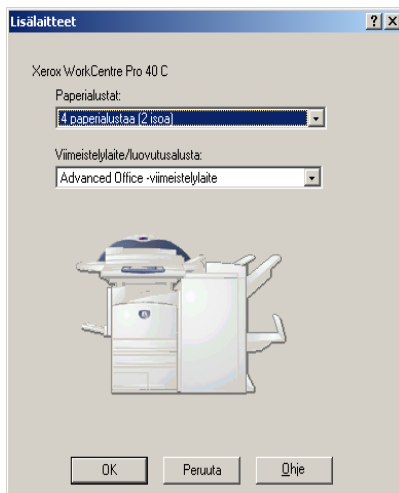 Lisälaitteet
Xerox WorkCentre Pro 40 C
Paperialustat:
4 paperialustaa (2 isoa)
Viimeistelylaite/luovutusalusta:
Advanced Office -viimeistelylaite
OK
Peruuta
Ohje